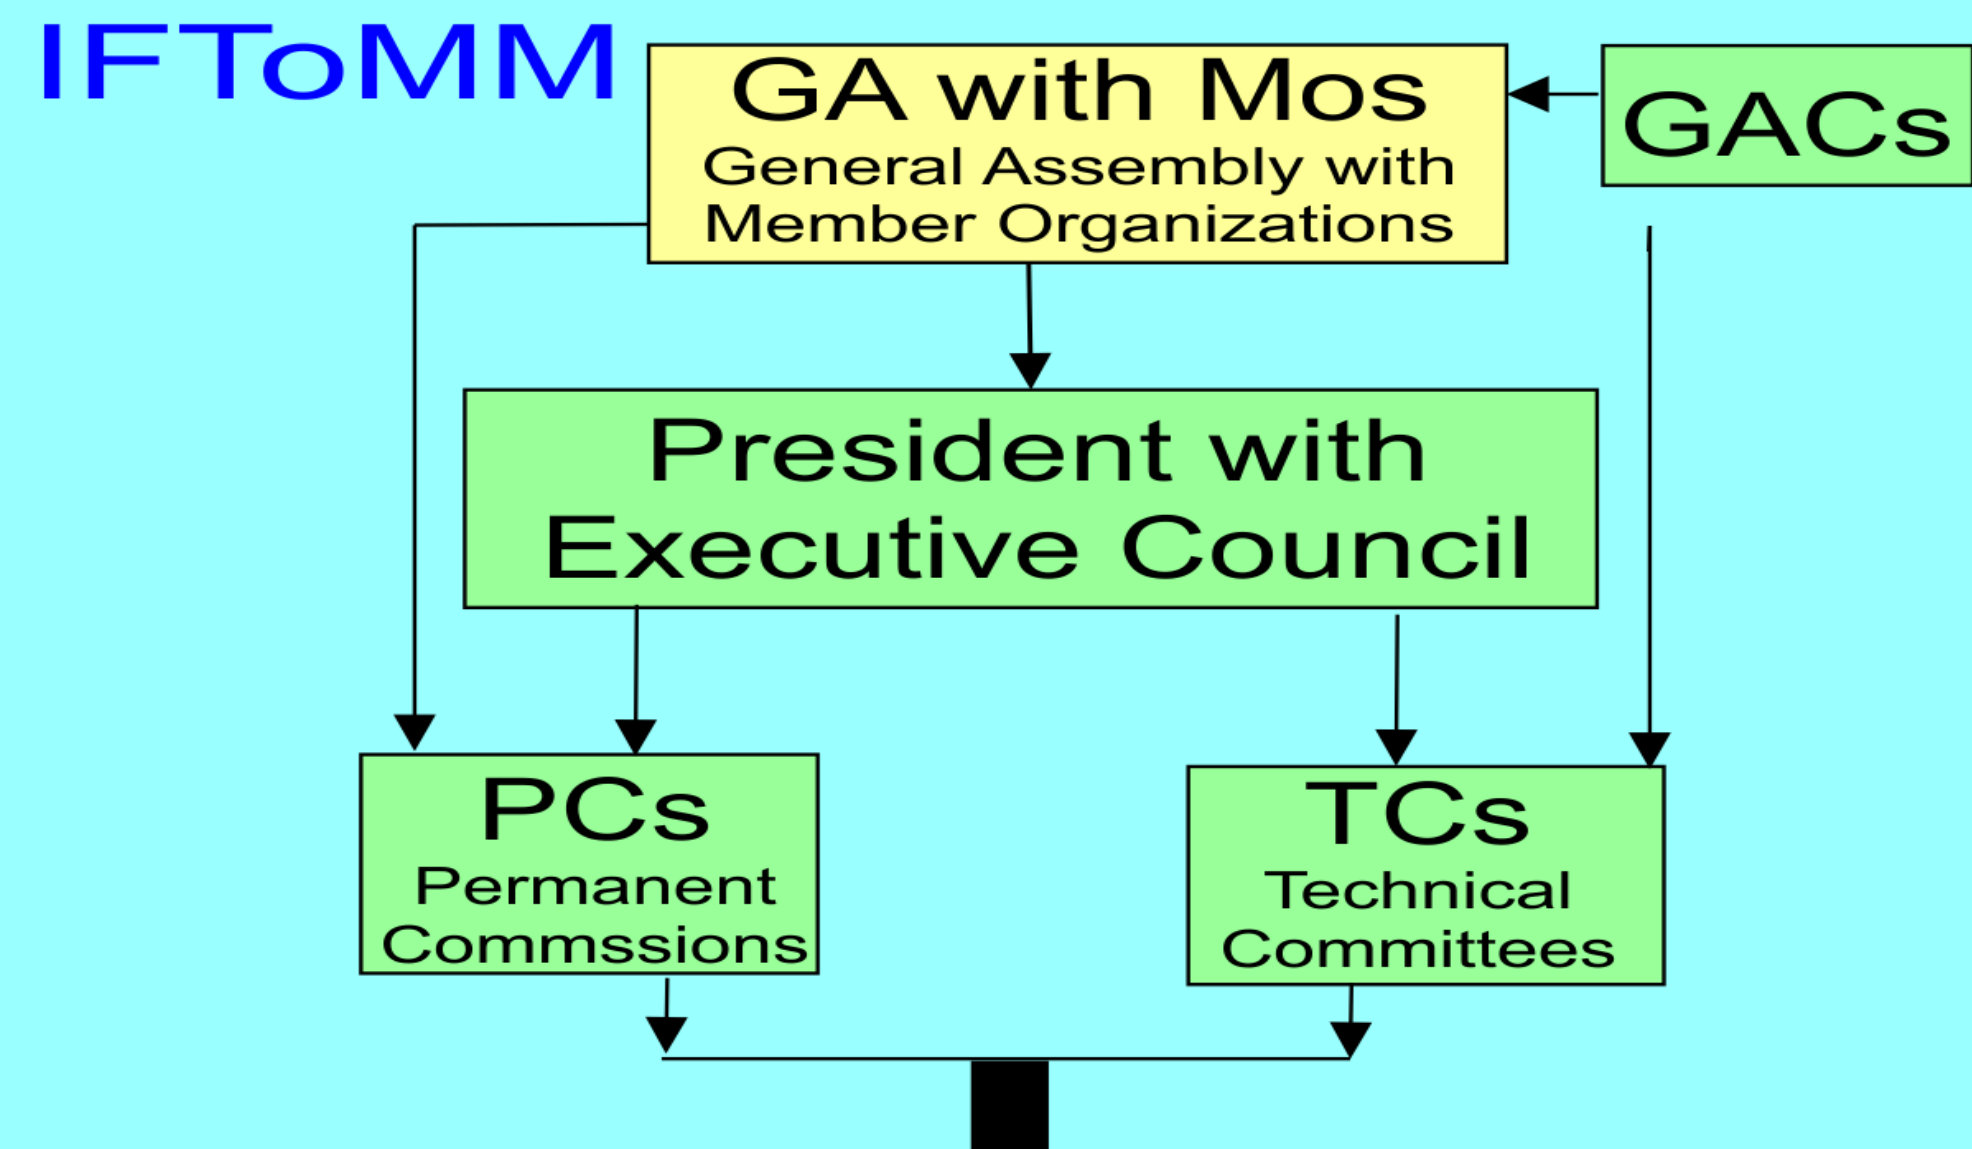 IFToMM
GA with Mos
General Assembly with
Member Organizations
GACs
President with
Executive Council
PCs
Permanent
Commssions
TCs
Technical
Committees